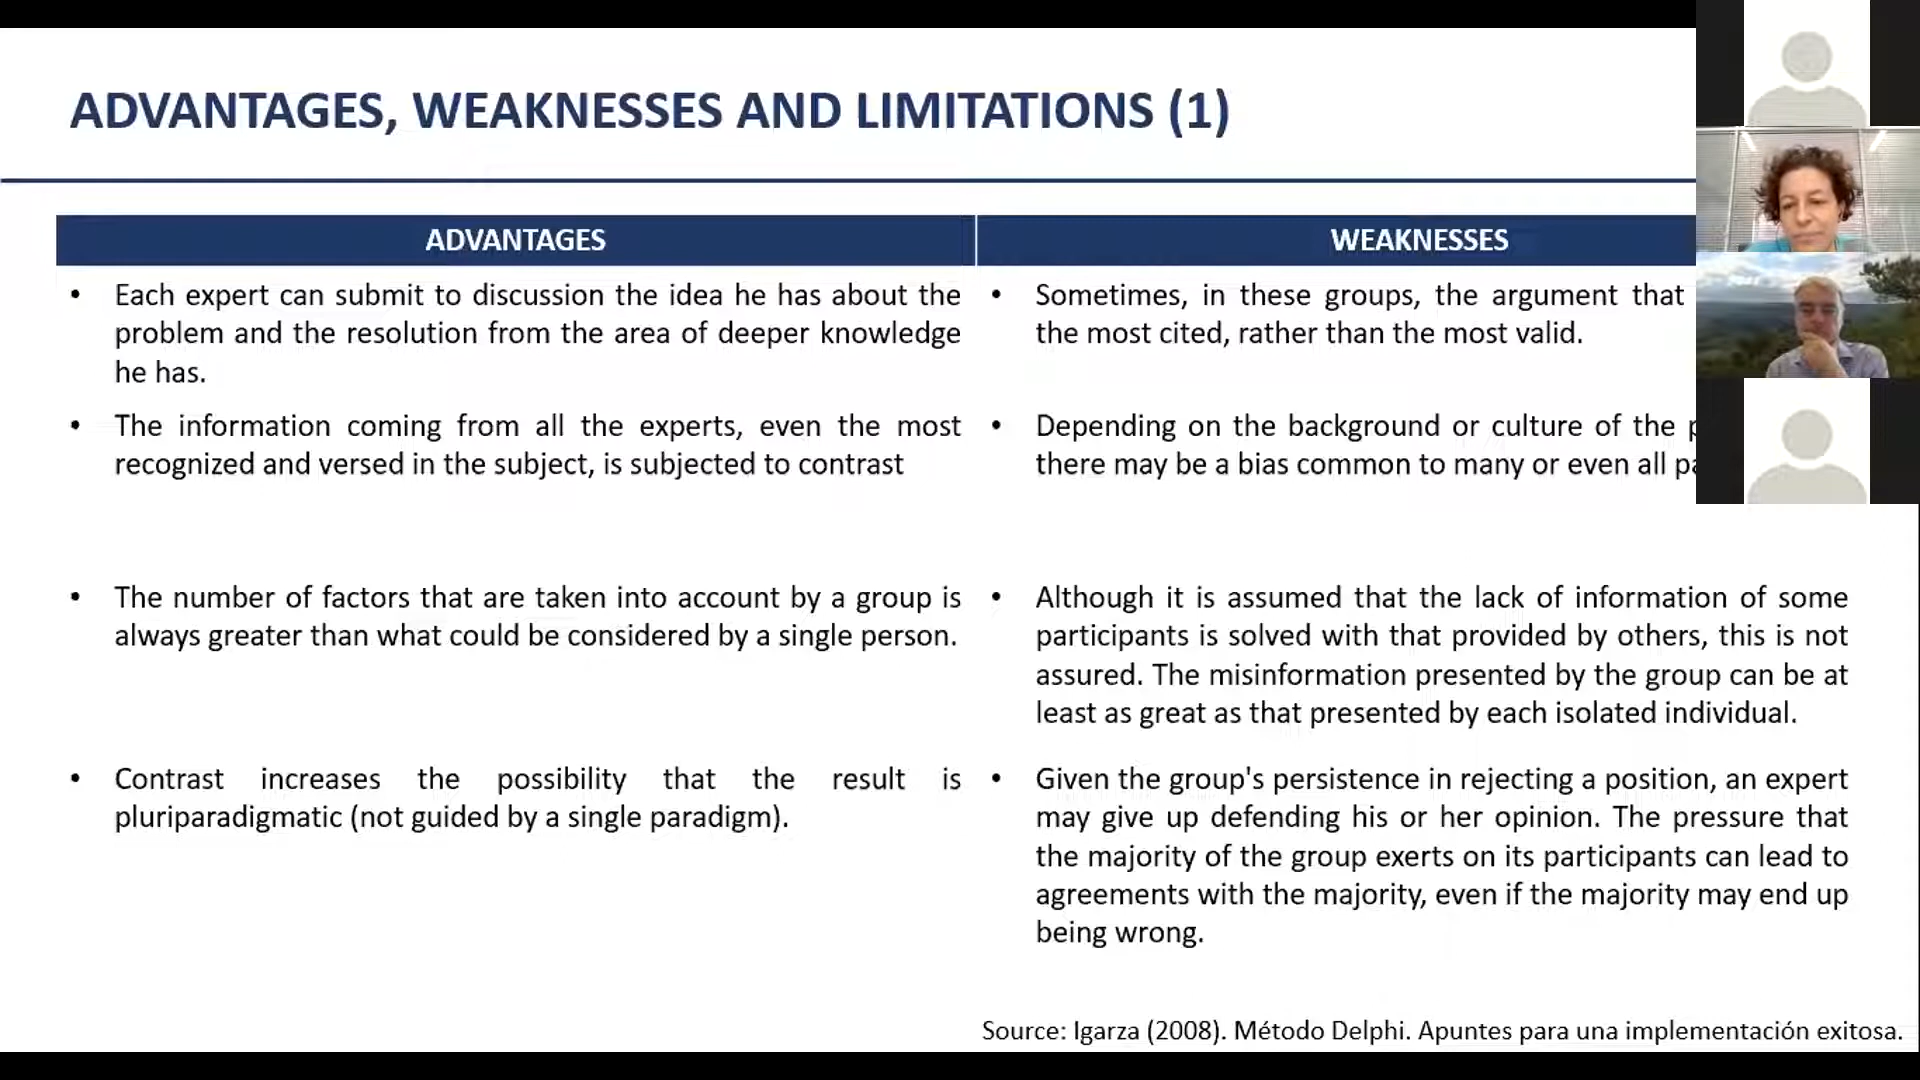 ADVANTAGES, WEAKNESSES AND LIMITATIONS (1)
ADVANTAGES
WEAKNESSES
• Each expert can submit to discussion the idea he has about the
problem and the resolution from the area of deeper knowledge
he has.
• Sometimes, in these groups, the argument that
the most cited, rather than the most valid.
• The information coming from all the experts, even the most
recognized and versed in the subject, is subjected to contrast
• Depending on the background or culture of the
there may be a bias common to many or even all
• The number of factors that are taken into account by a group is
always greater than what could be considered by a single person.
• Although it is assumed that the lack of information of some
participants is solved with that provided by others, this is not
assured. The misinformation presented by the group can be at
least as great as that presented by each isolated individual.
• Contrast increases the possibility that the result is
pluriparadigmatic (not guided by a single paradigm).
• Given the group's persistence in rejecting a position, an expert
may give up defending his or her opinion. The pressure that
the majority of the group exerts on its participants can lead to
agreements with the majority, even if the majority may end up
being wrong.
Source: Igarza (2008). Método Delphi. Apuntes para una implementación exitosa.